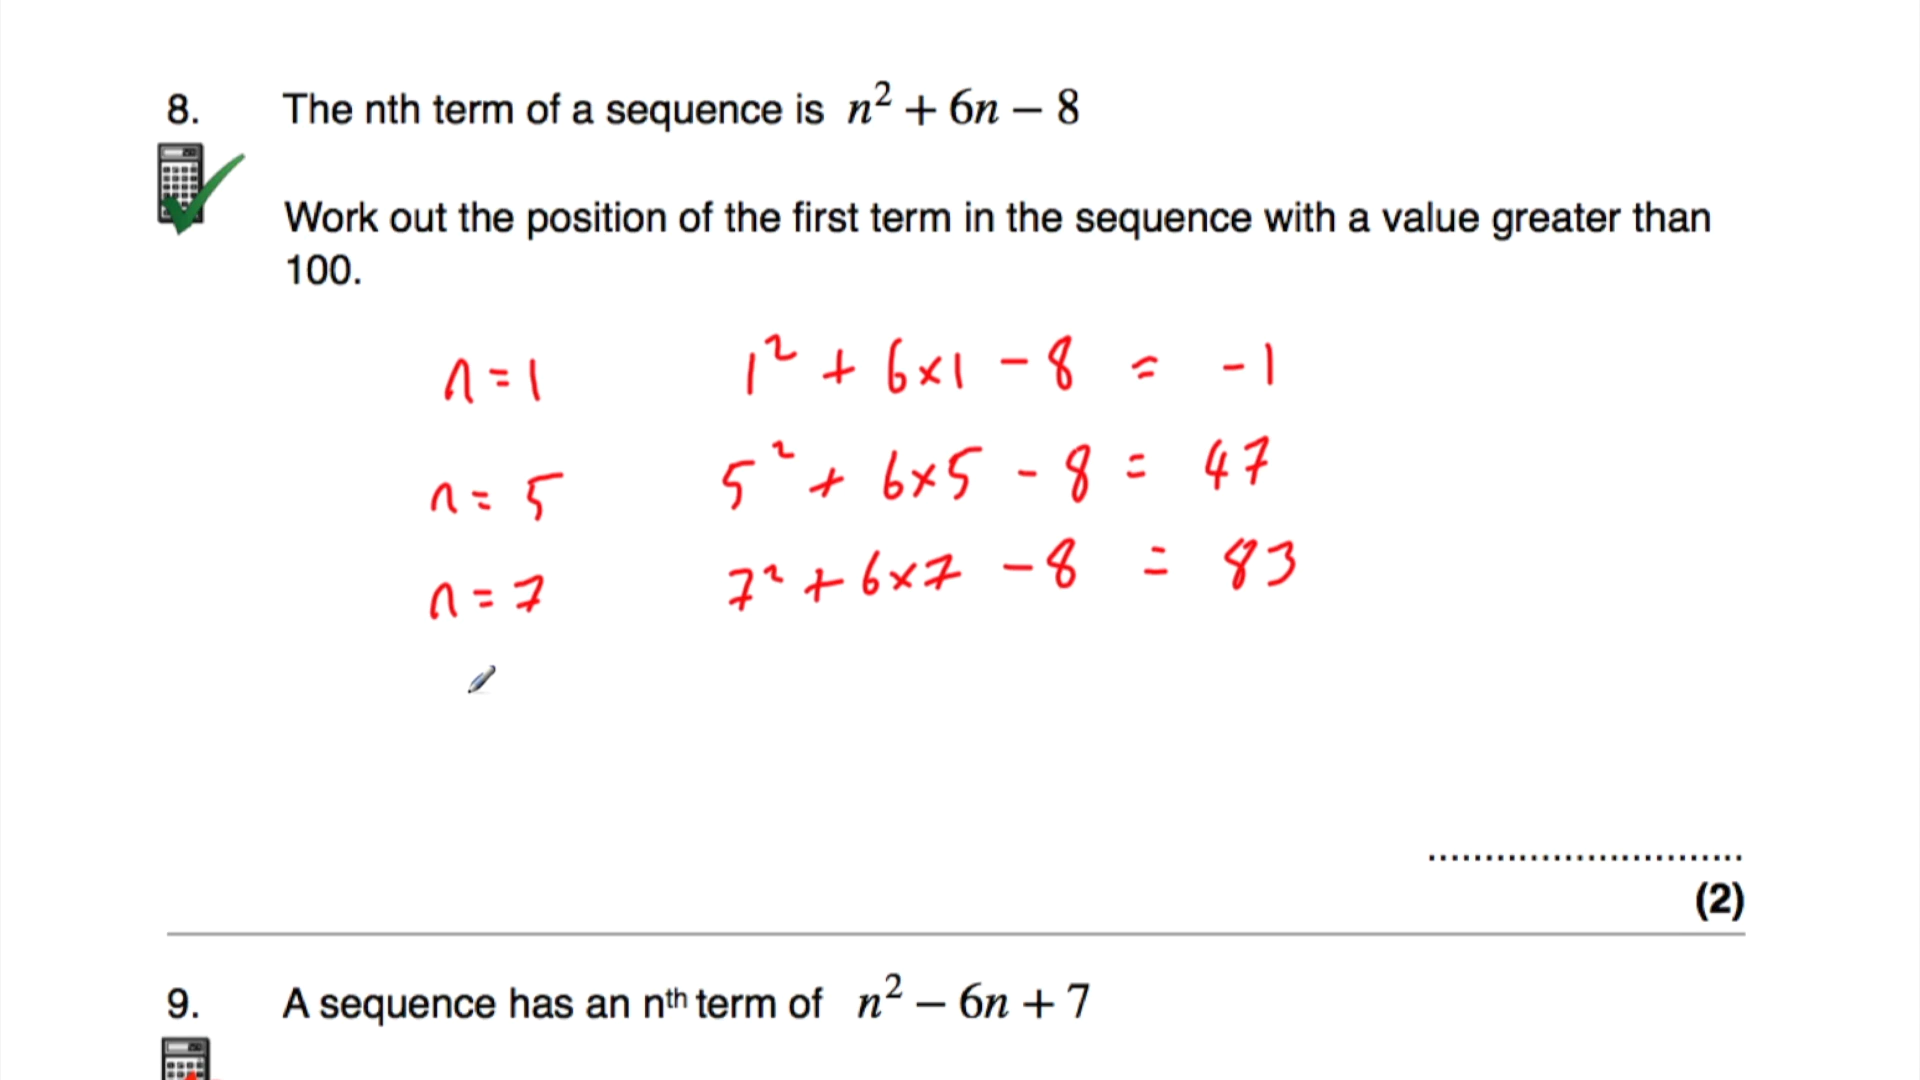 8. The nth term of a sequence is n² + 6n − 8
Work out the position of the first term in the sequence with a value greater than
100.
n = 1 1² + 6×1 − 8 = −1
n = 5 5² + 6×5 − 8 = 47
n = 7 7² + 6×7 − 8 = 83
..............................
(2)
9. A sequence has an nᵗʰ term of n² − 6n + 7